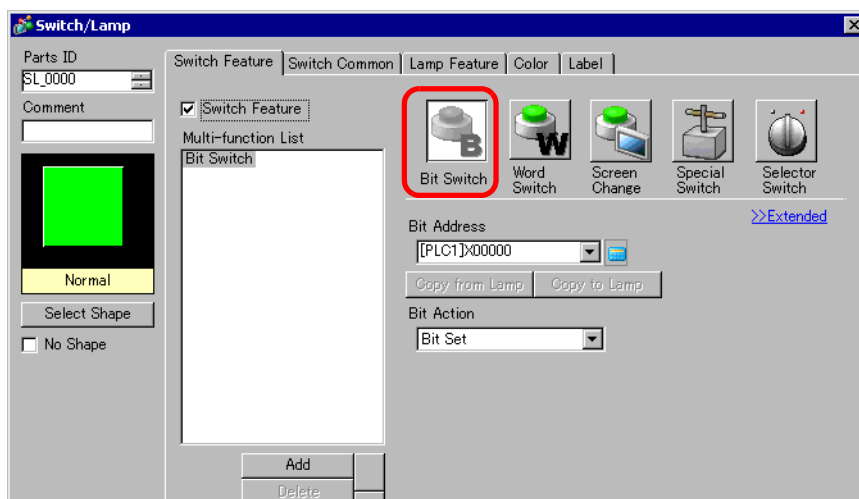 Switch/Lamp
Parts ID
SL_0000
Comment
Normal
Select Shape
No Shape
Switch Feature
Switch Common
Lamp Feature
Color
Label
Switch Feature
Multi-function List
Bit Switch
Add
Delete
Bit Switch
Word
Switch
Screen
Change
Special
Switch
Selector
Switch
>>Extended
Bit Address
[PLC1]X00000
Copy from Lamp
Copy to Lamp
Bit Action
Bit Set
B
W